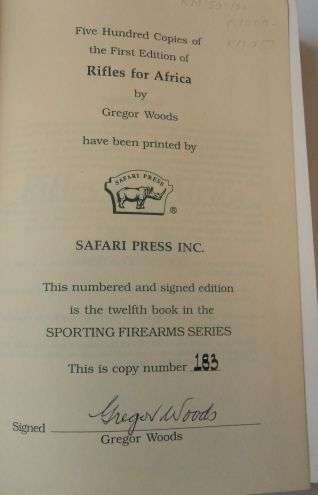 Five Hundred Copies of
the First Edition of
Rifles for Africa
by
Gregor Woods
have been printed by
SAFARI PRESS
®
SAFARI PRESS INC.
This numbered and signed edition
is the twelfth book in the
SPORTING FIREARMS SERIES
This is copy number 183
Signed Gregor Woods
Gregor Woods